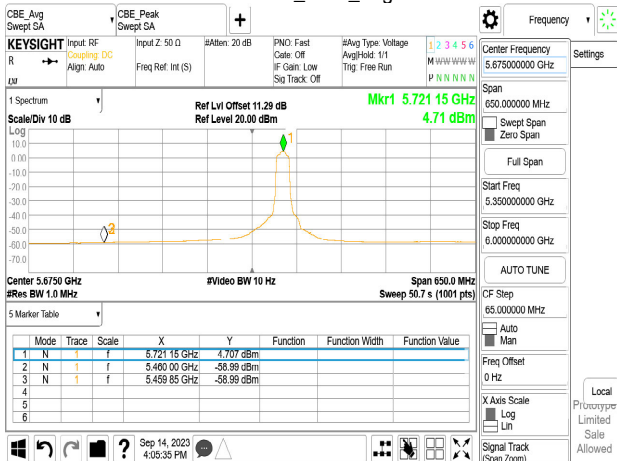 CBE_Avg
Swept SA
CBE_Peak
Swept SA
+
Frequency
KEYSIGHT
R
Input: RF
Coupling: DC
Align: Auto
Input Z: 50 Ω
Freq Ref: Int (S)
#Atten: 20 dB
PNO: Fast
Gate: Off
IF Gain: Low
Sig Track: Off
#Avg Type: Voltage
Avg|Hold: 1/1
Trig: Free Run
1 2 3 4 5 6
M W W W W W
P N N N N N
1 Spectrum
Scale/Div 10 dB
Ref Lvl Offset 11.29 dB
Ref Level 20.00 dBm
Mkr1 5.721 15 GHz
4.71 dBm
Log
10.0
0.00
-10.0
-20.0
-30.0
-40.0
-50.0
-60.0
-70.0
1
2
Center 5.6750 GHz
#Res BW 1.0 MHz
#Video BW 10 Hz
Span 650.0 MHz
Sweep 50.7 s (1001 pts)
5 Marker Table
Mode Trace Scale X Y Function Function Width Function Value
1 N 1 f 5.721 15 GHz 4.707 dBm
2 N 1 f 5.460 00 GHz -58.99 dBm
3 N 1 f 5.459 85 GHz -58.99 dBm
4
5
6
Sep 14, 2023
4:05:35 PM
?
Center Frequency
5.675000000 GHz
Settings
Span
650.000000 MHz
Swept Span
Zero Span
Full Span
Start Freq
5.350000000 GHz
Stop Freq
6.000000000 GHz
AUTO TUNE
CF Step
65.000000 MHz
Auto
Man
Freq Offset
0 Hz
X Axis Scale
Log
Lin
Signal Track
(Span Zoom)
Local
Prototype
Limited
Sale
Allowed